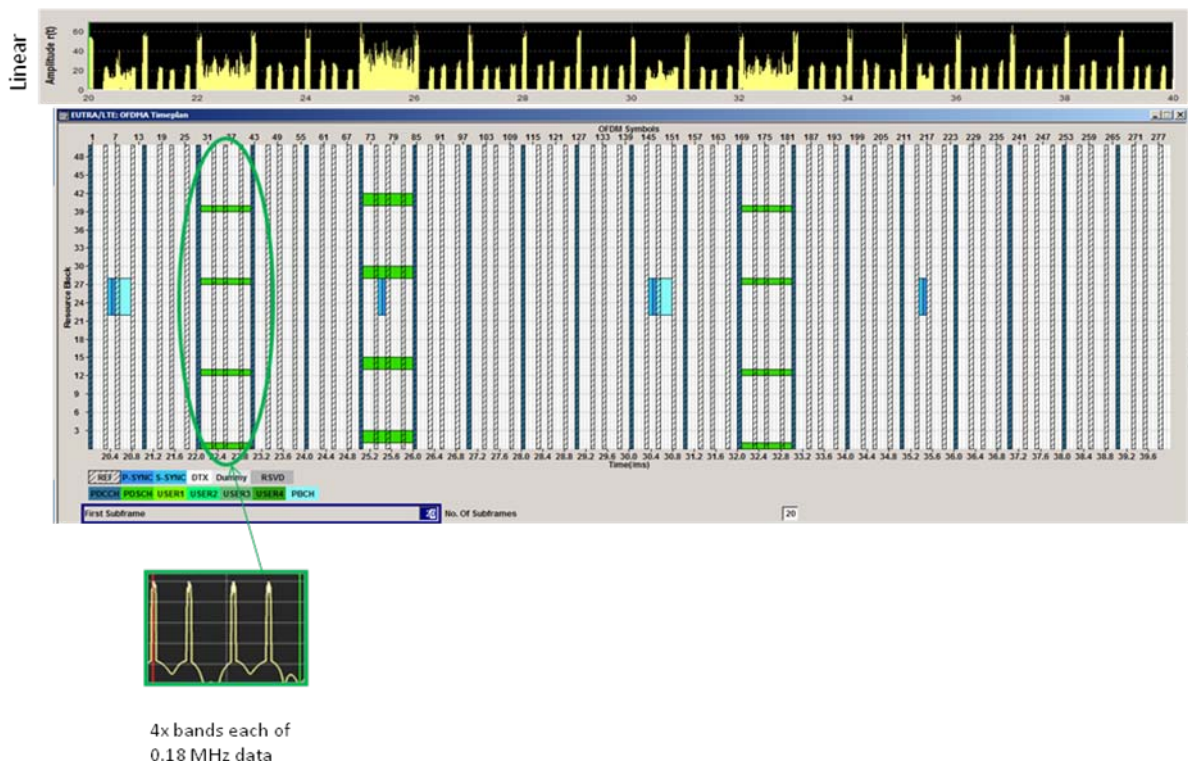 Linear
Amplitude r(t)
60
40
20
0
20 22 24 26 28 30 32 34 36 38 40
EUTRA/LTE: OFDMA Timeplan
OFDM Symbols
1 7 13 19 25 31 37 43 49 55 61 67 73 79 85 91 97 103 109 115 121 127 133 139 145 151 157 163 169 175 181 187 193 199 205 211 217 223 229 235 241 247 253 259 265 271 277
Resource Block
48
45
42
39
36
33
30
27
24
21
18
15
12
9
6
3
20.4 20.8 21.2 21.6 22.0 22.4 22.8 23.2 23.6 24.0 24.4 24.8 25.2 25.6 26.0 26.4 26.8 27.2 27.6 28.0 28.4 28.8 29.2 29.6 30.0 30.4 30.8 31.2 31.6 32.0 32.4 32.8 33.2 33.6 34.0 34.4 34.8 35.2 35.6 36.0 36.4 36.8 37.2 37.6 38.0 38.4 38.8 39.2 39.6
Time(/ms)
REF P-SYNC S-SYNC DTX Dummy RSVD
PDCCH PDSCH USER1 USER2 USER3 USER4 PBCH
First Subframe No. Of Subframes 20
4x bands each of
0.18 MHz data